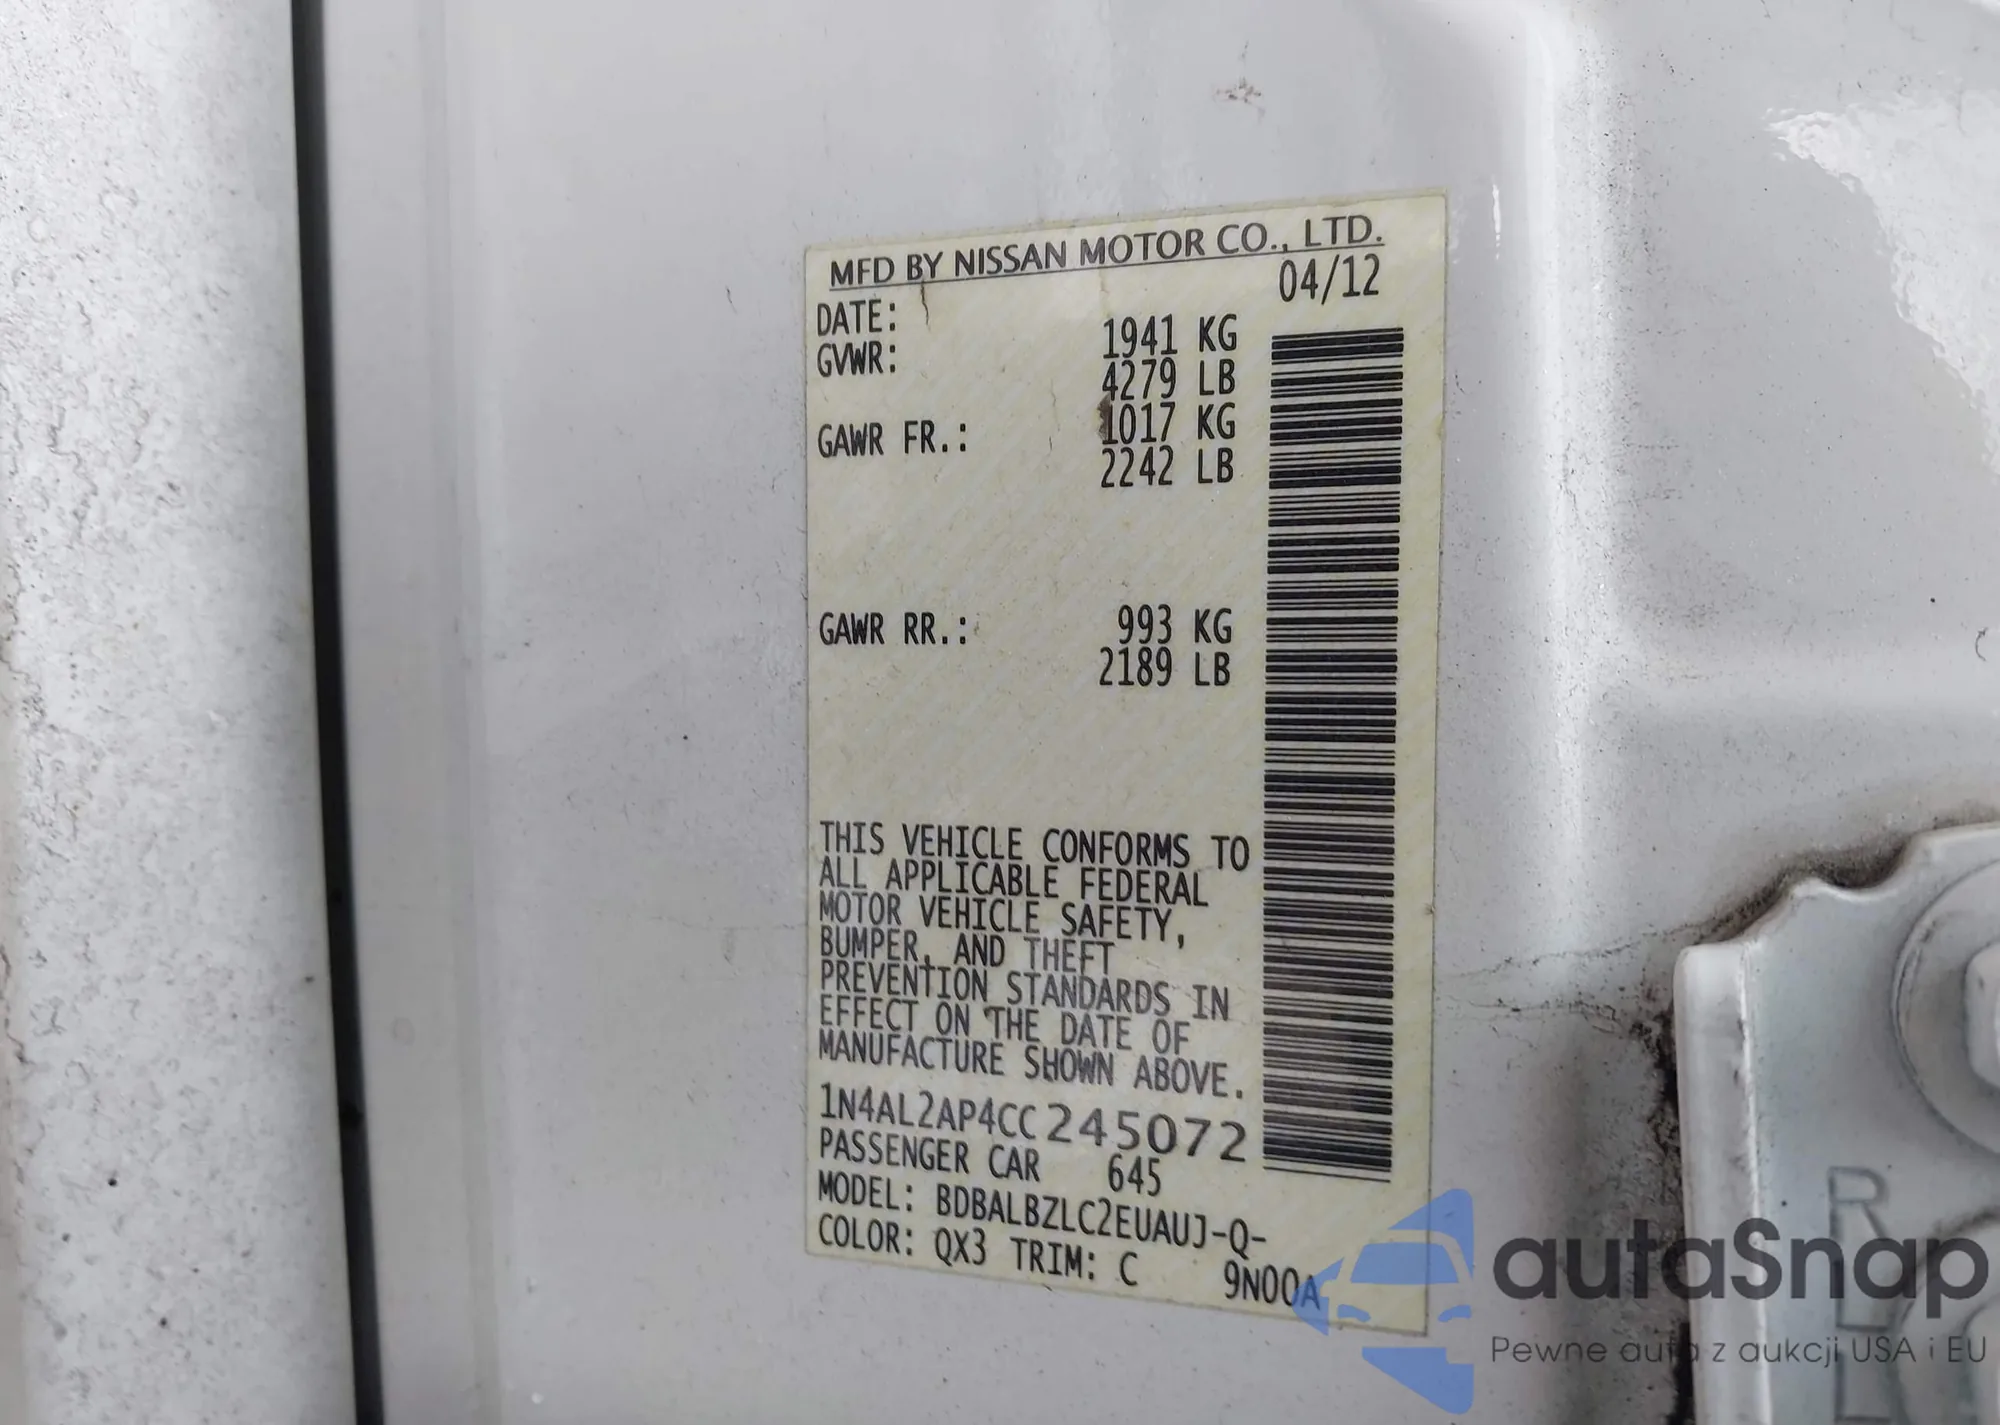 MFD BY NISSAN MOTOR CO., LTD.
DATE: 04/12
GVWR: 1941 KG
4279 LB
GAWR FR.: 1017 KG
2242 LB
GAWR RR.: 993 KG
2189 LB
THIS VEHICLE CONFORMS TO
ALL APPLICABLE FEDERAL
MOTOR VEHICLE SAFETY,
BUMPER, AND THEFT
PREVENTION STANDARDS IN
EFFECT ON THE DATE OF
MANUFACTURE SHOWN ABOVE.
1N4AL2AP4CC245072
PASSENGER CAR 645
MODEL: BDBALBZLC2EUAUJ-Q-
COLOR: QX3 TRIM: C 9N00A
R
L
autaSnap
Pewne auta z aukcji USA i EU